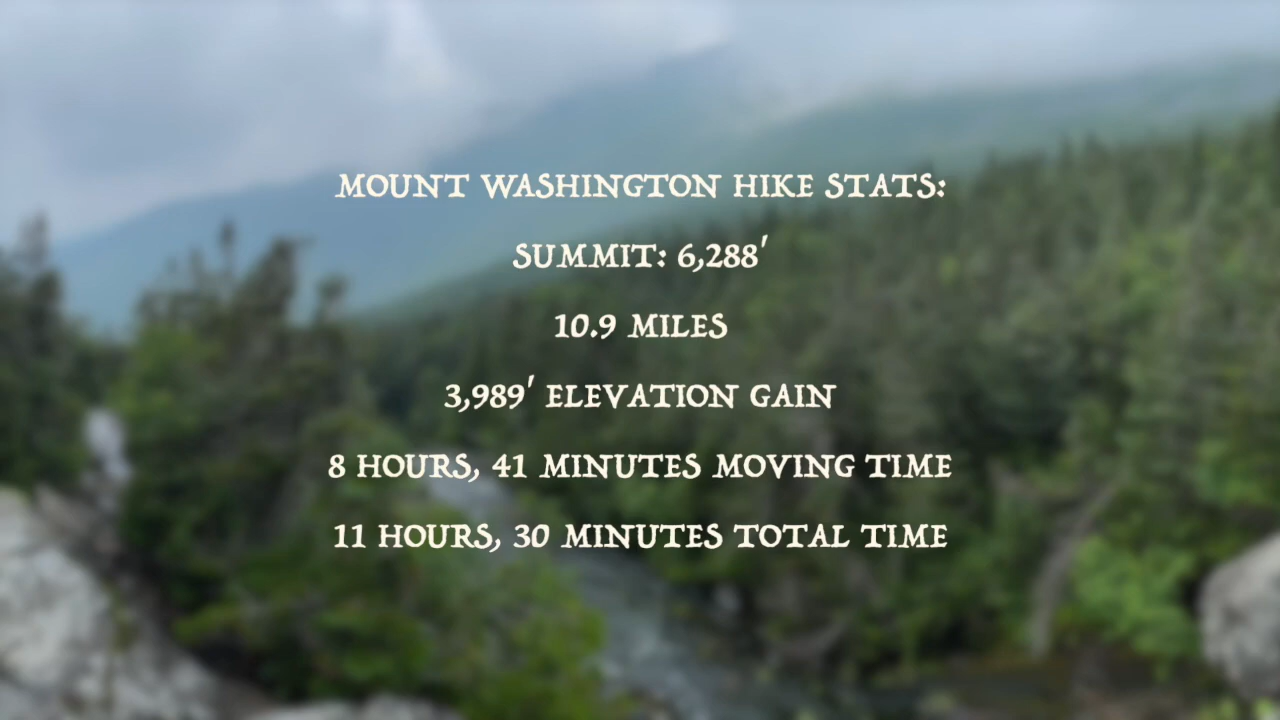 MOUNT WASHINGTON HIKE STATS:
SUMMIT: 6,288'
10.9 MILES
3,989' ELEVATION GAIN
8 HOURS, 41 MINUTES MOVING TIME
11 HOURS, 30 MINUTES TOTAL TIME